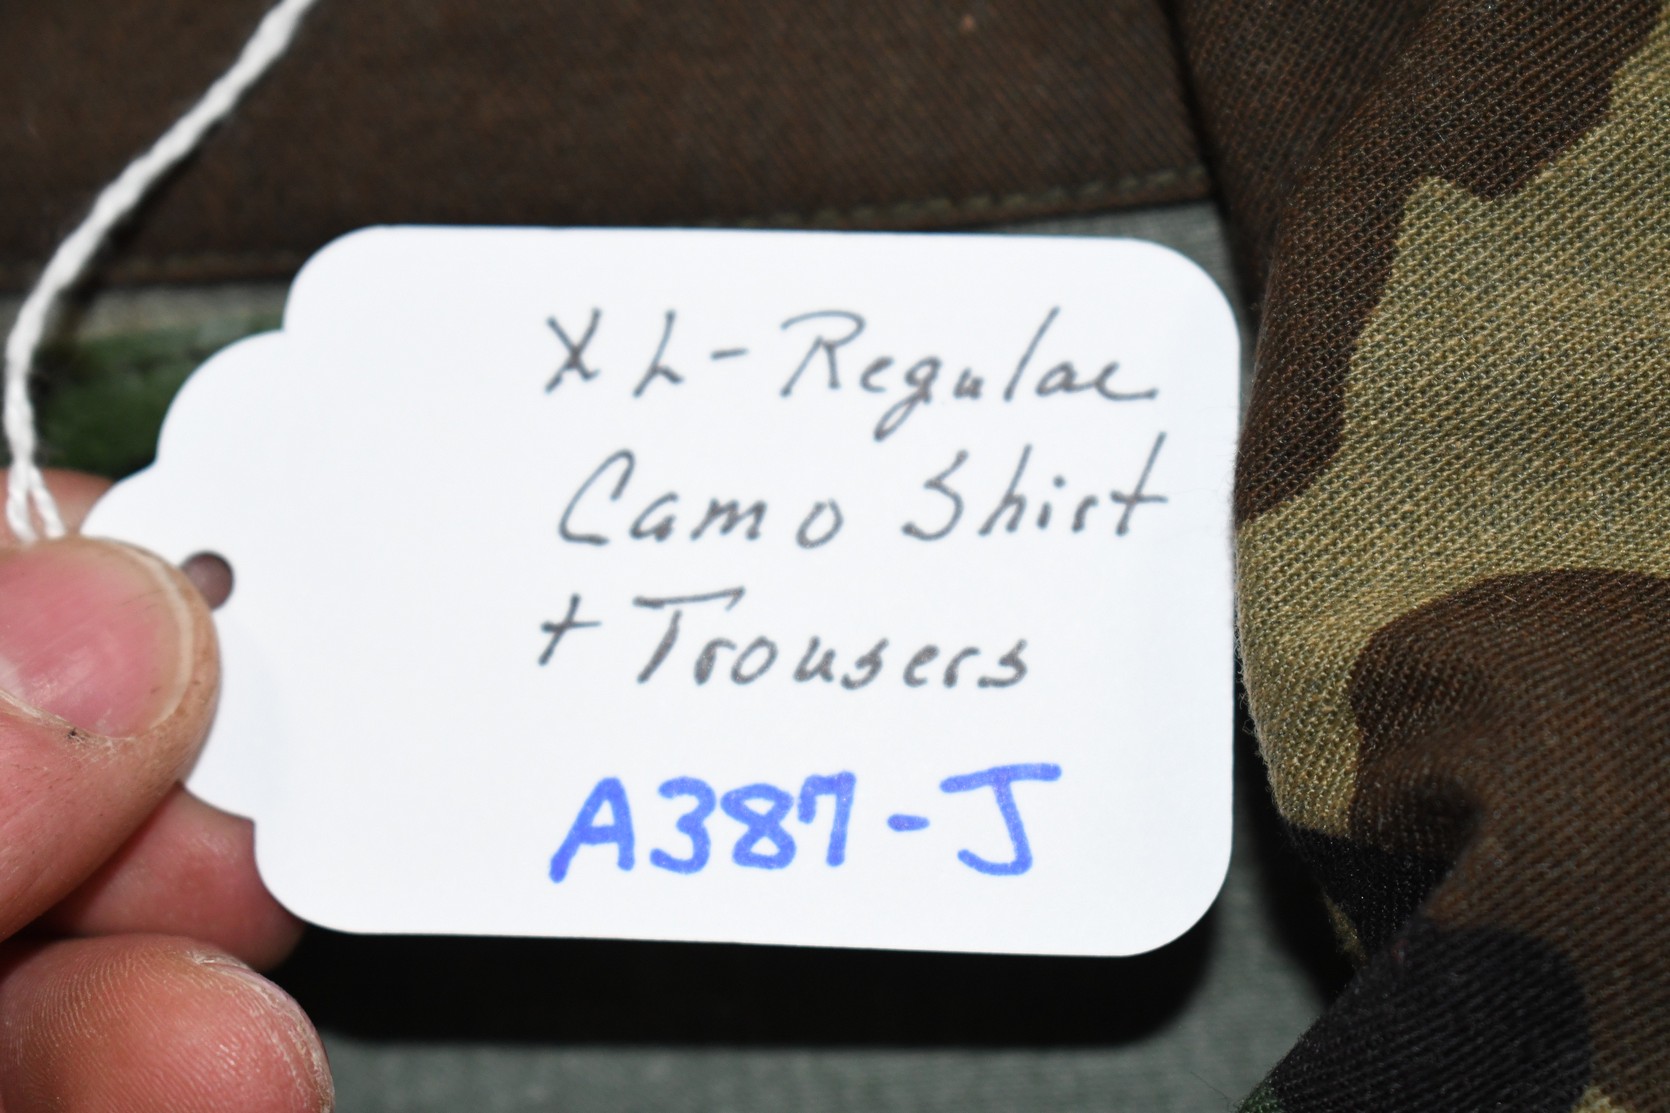 XL-Regular
Camo Shirt
+ Trousers
A387-J